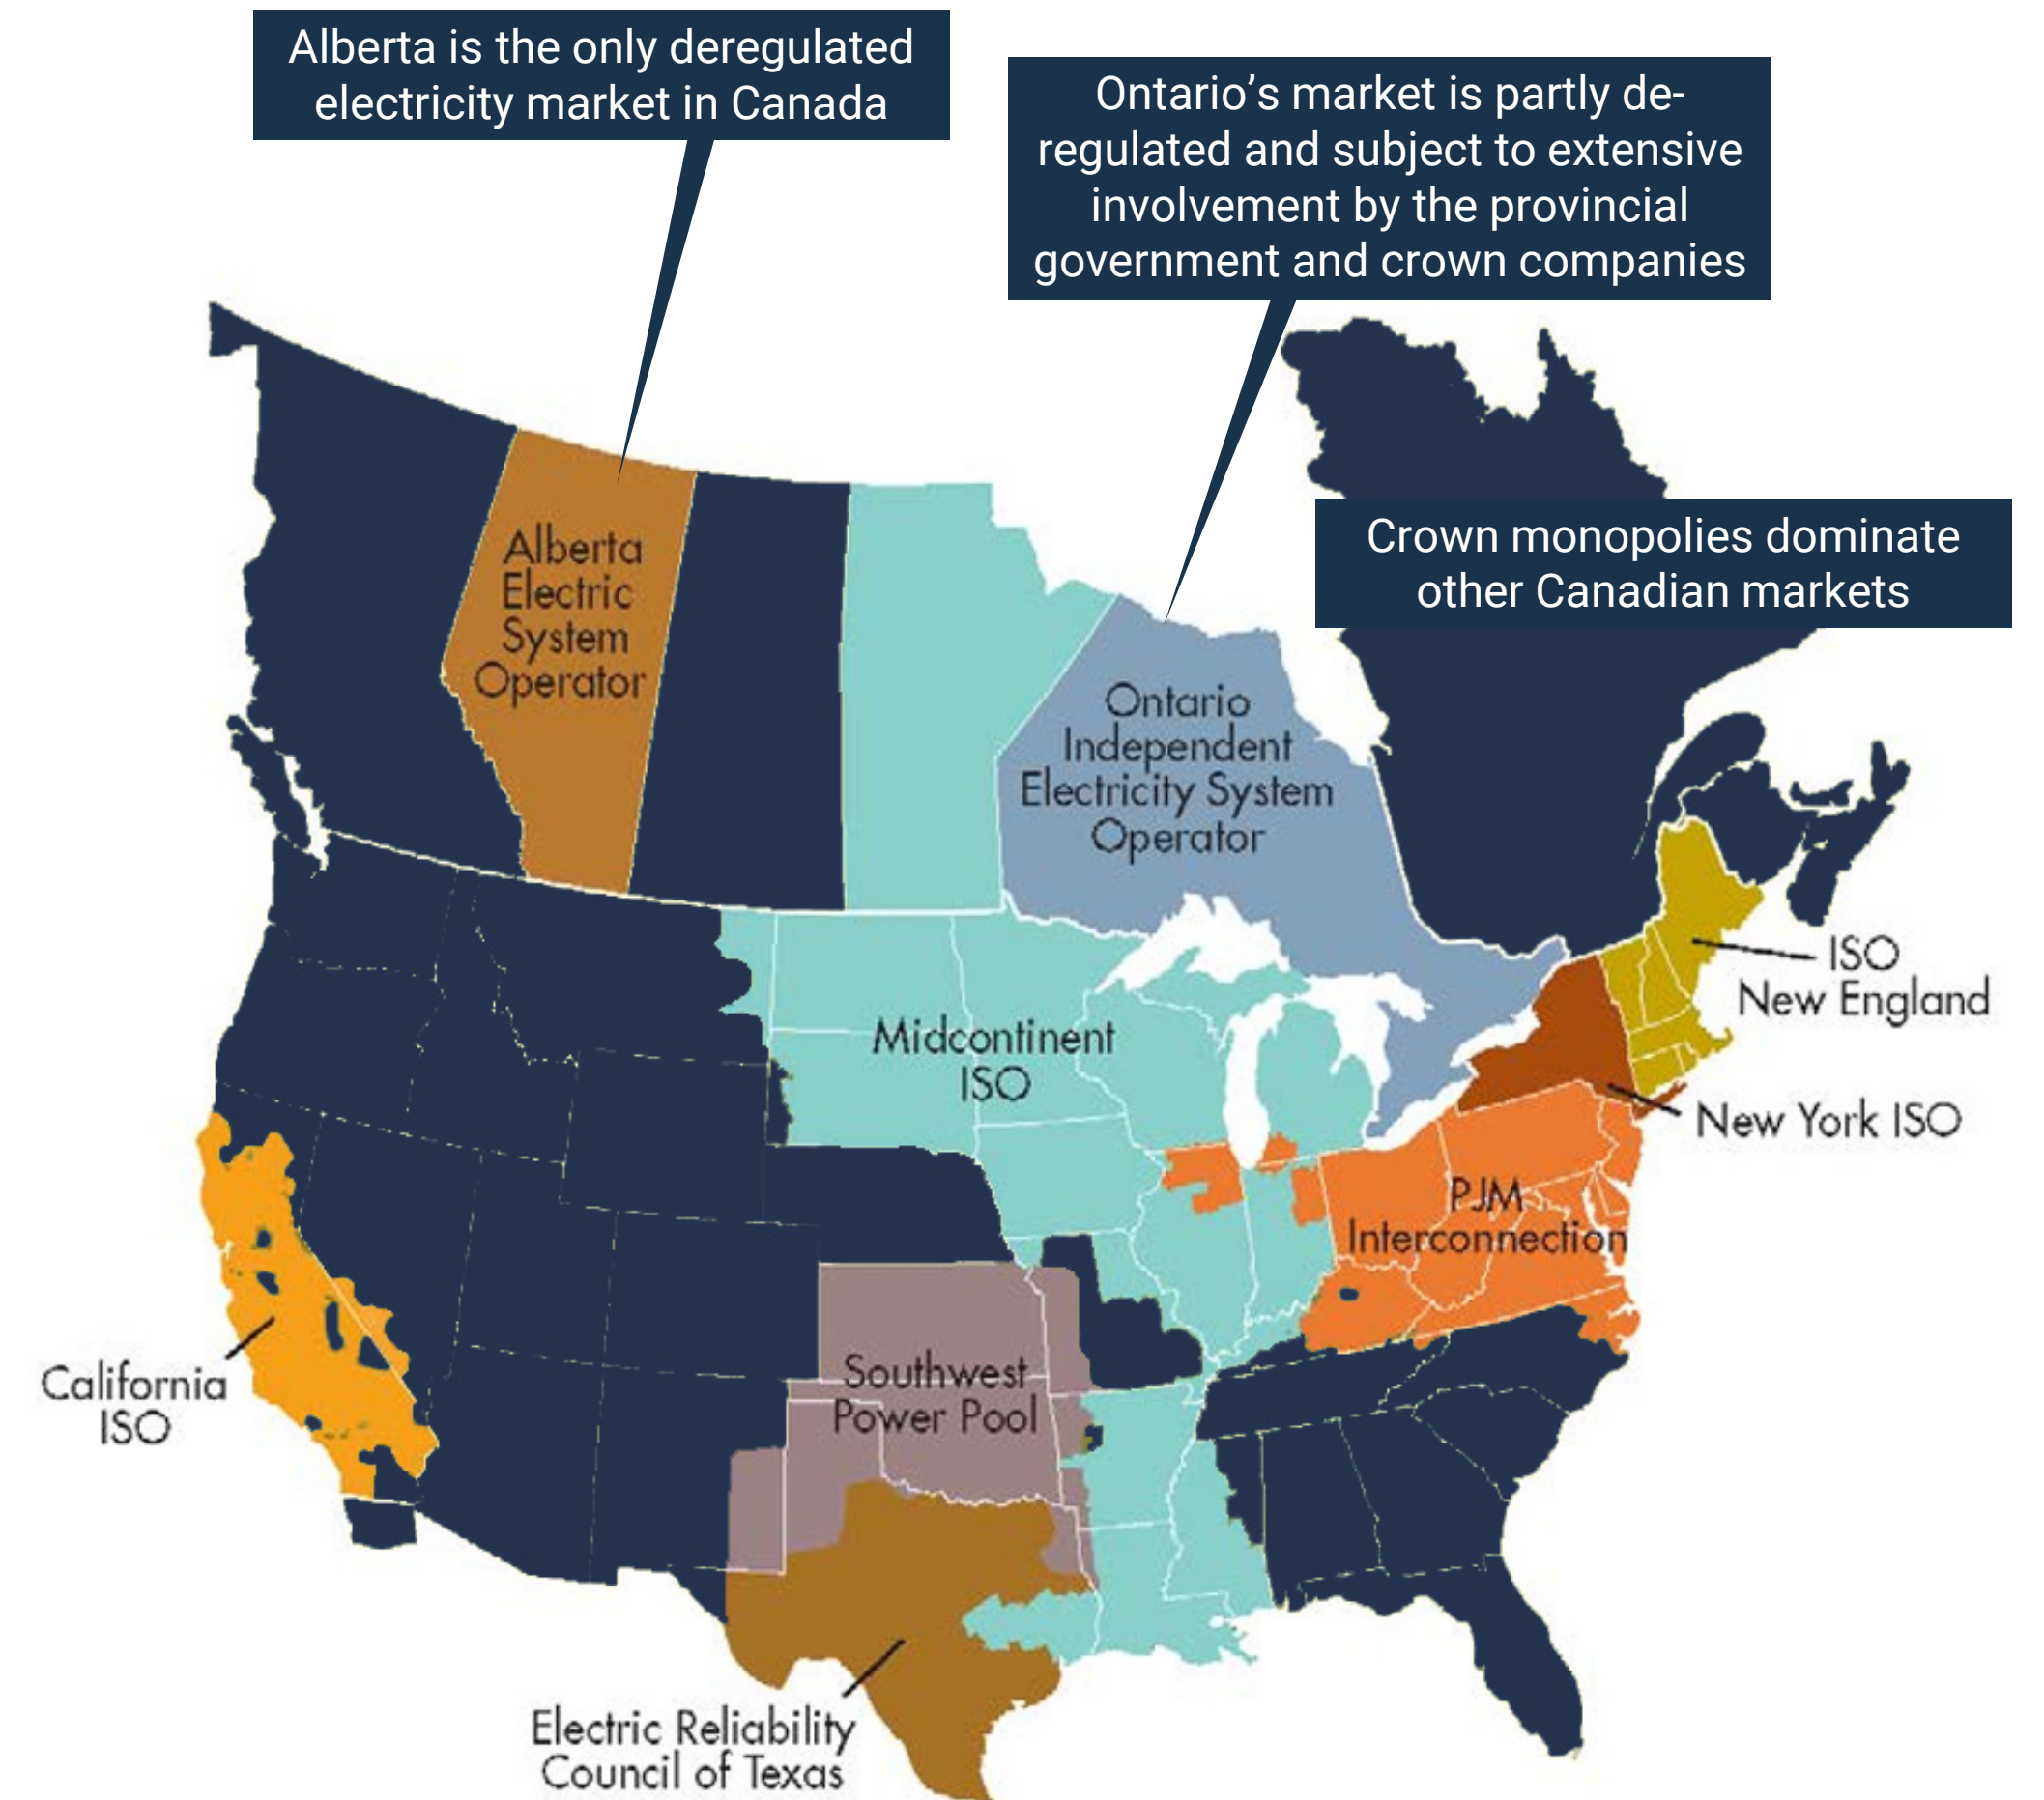 Alberta is the only deregulated
electricity market in Canada
Ontario’s market is partly de-
regulated and subject to extensive
involvement by the provincial
government and crown companies
Crown monopolies dominate
other Canadian markets
Alberta
Electric
System
Operator
Ontario
Independent
Electricity System
Operator
ISO
New England
Midcontinent
ISO
New York ISO
PJM
Interconnection
California
ISO
Southwest
Power Pool
Electric Reliability
Council of Texas